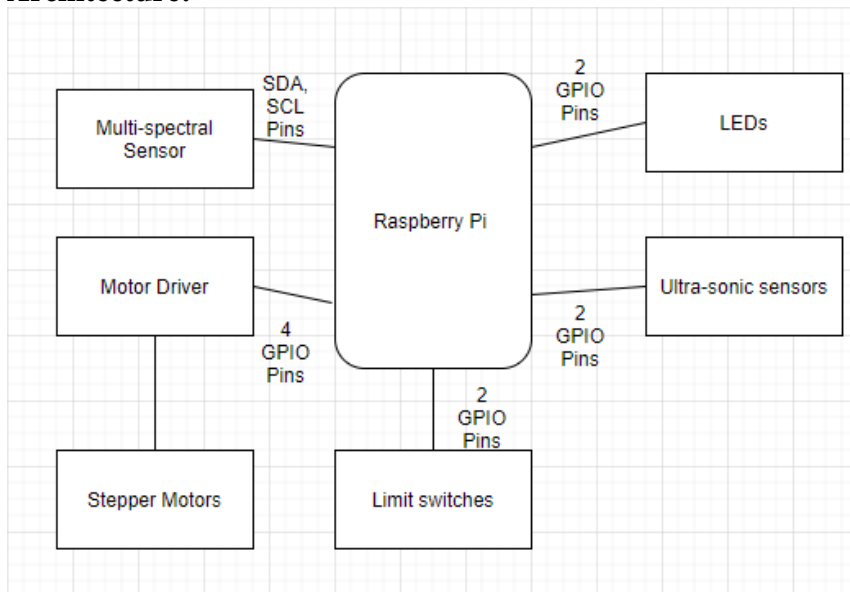 Architecture:
SDA,
SCL
Pins
2
GPIO
Pins
Multi-spectral
Sensor
LEDs
Raspberry Pi
Motor Driver
Ultra-sonic sensors
4
GPIO
Pins
2
GPIO
Pins
2
GPIO
Pins
Stepper Motors
Limit switches